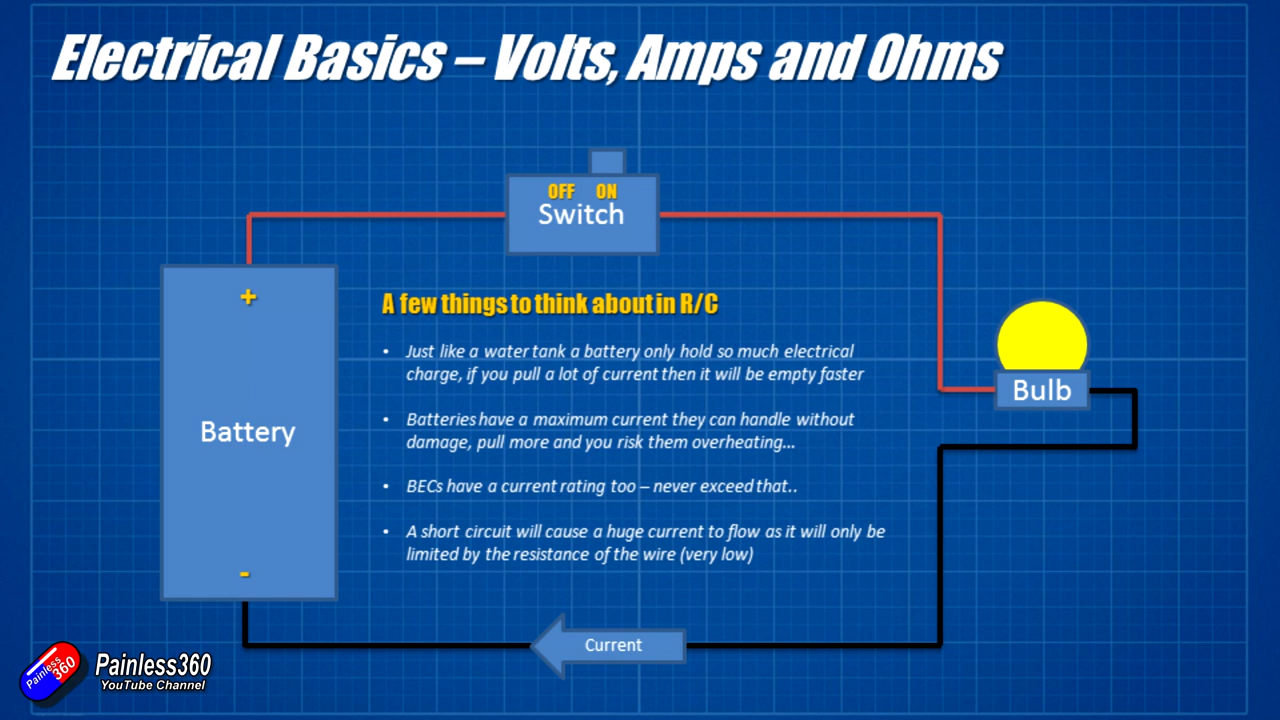 Electrical Basics – Volts, Amps and Ohms
OFF ON
Switch
+
A few things to think about in R/C
• Just like a water tank a battery only hold so much electrical
charge, if you pull a lot of current then it will be empty faster
Bulb
• Batteries have a maximum current they can handle without
damage, pull more and you risk them overheating...
Battery
• BECs have a current rating too – never exceed that..
• A short circuit will cause a huge current to flow as it will only be
limited by the resistance of the wire (very low)
-
Current
Painless
360
Painless360
YouTube Channel